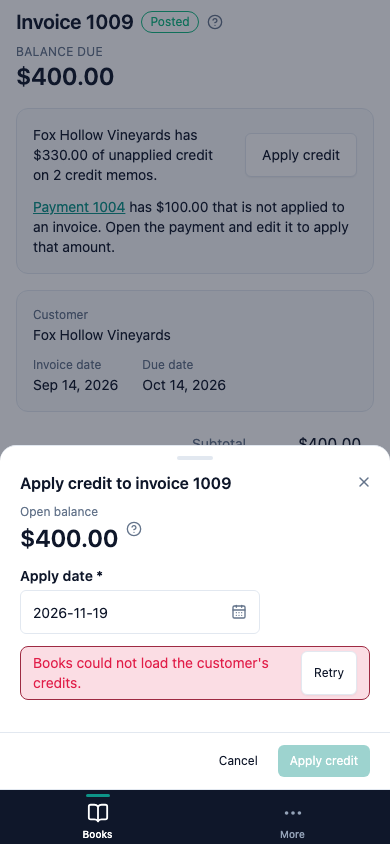 Invoice 1009 Posted
BALANCE DUE
$400.00
Fox Hollow Vineyards has
$330.00 of unapplied credit
on 2 credit memos.
Apply credit
Payment 1004 has $100.00 that is not applied to
an invoice. Open the payment and edit it to apply
that amount.
Customer
Fox Hollow Vineyards
Invoice date Due date
Sep 14, 2026 Oct 14, 2026
Subtotal $400.00
Apply credit to invoice 1009
Open balance
$400.00
Apply date *
2026-11-19
Books could not load the customer's
credits.
Retry
Cancel Apply credit
Books More